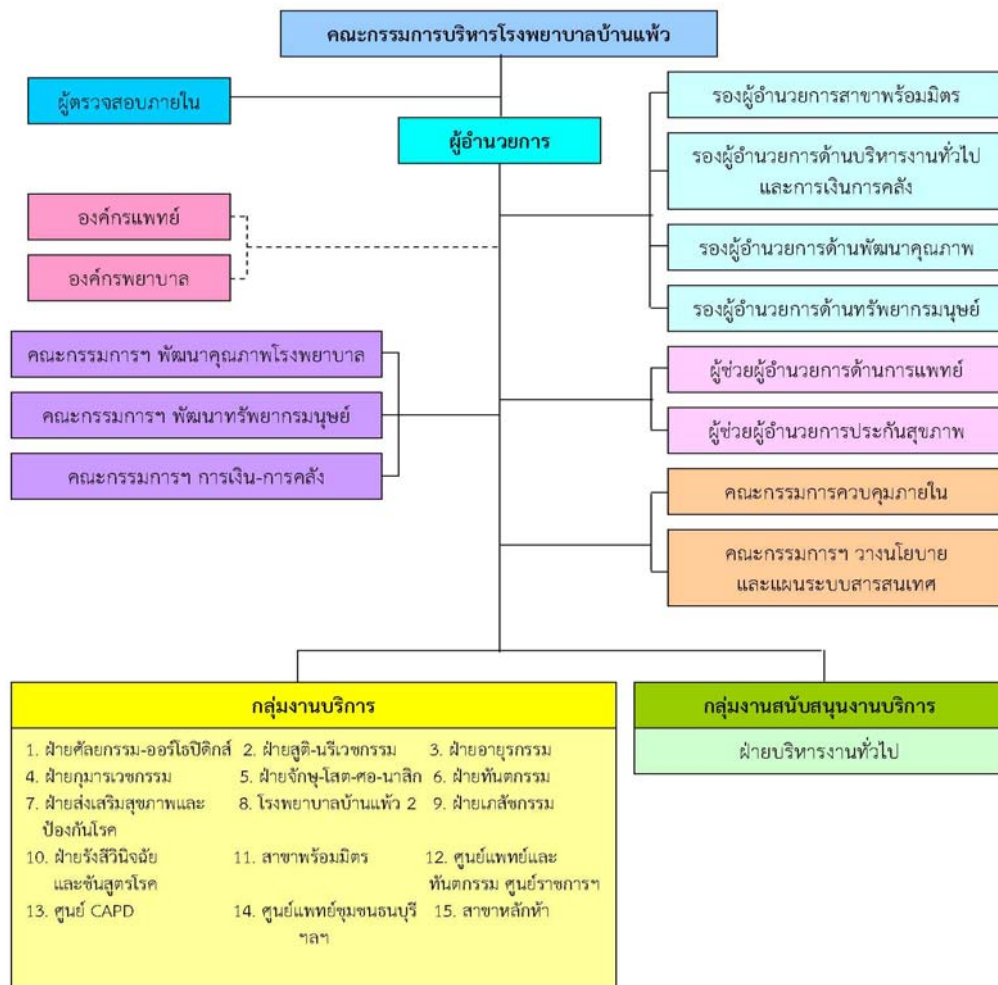 คณะกรรมการบริหารโรงพยาบาลบ้านแพ้ว
ผู้ตรวจสอบภายใน
ผู้อำนวยการ
รองผู้อำนวยการสาขาพร้อมมิตร
รองผู้อำนวยการด้านบริหารงานทั่วไป
และการเงินการคลัง
รองผู้อำนวยการด้านพัฒนาคุณภาพ
รองผู้อำนวยการด้านทรัพยากรมนุษย์
องค์กรแพทย์
องค์กรพยาบาล
คณะกรรมการฯ พัฒนาคุณภาพโรงพยาบาล
คณะกรรมการฯ พัฒนาทรัพยากรมนุษย์
คณะกรรมการฯ การเงิน-การคลัง
ผู้ช่วยผู้อำนวยการด้านการแพทย์
ผู้ช่วยผู้อำนวยการประกันสุขภาพ
คณะกรรมการควบคุมภายใน
คณะกรรมการฯ วางนโยบาย
และแผนระบบสารสนเทศ
กลุ่มงานบริการ
1. ฝ่ายศัลยกรรม-ออร์โธปิดิกส์ 2. ฝ่ายสูติ-นรีเวชกรรม 3. ฝ่ายอายุรกรรม
4. ฝ่ายกุมารเวชกรรม 5. ฝ่ายจักษุ-โสต-ศอ-นาสิก 6. ฝ่ายทันตกรรม
7. ฝ่ายส่งเสริมสุขภาพและ 8. โรงพยาบาลบ้านแพ้ว 2 9. ฝ่ายเภสัชกรรม
ป้องกันโรค
10. ฝ่ายรังสีวินิจฉัย 11. สาขาพร้อมมิตร 12. ศูนย์แพทย์และ
และชันสูตรโรค ทันตกรรม ศูนย์ราชการฯ
13. ศูนย์ CAPD 14. ศูนย์แพทย์ชุมชนธนบุรี 15. สาขาหลักห้า
ฯลฯ
กลุ่มงานสนับสนุนงานบริการ
ฝ่ายบริหารงานทั่วไป